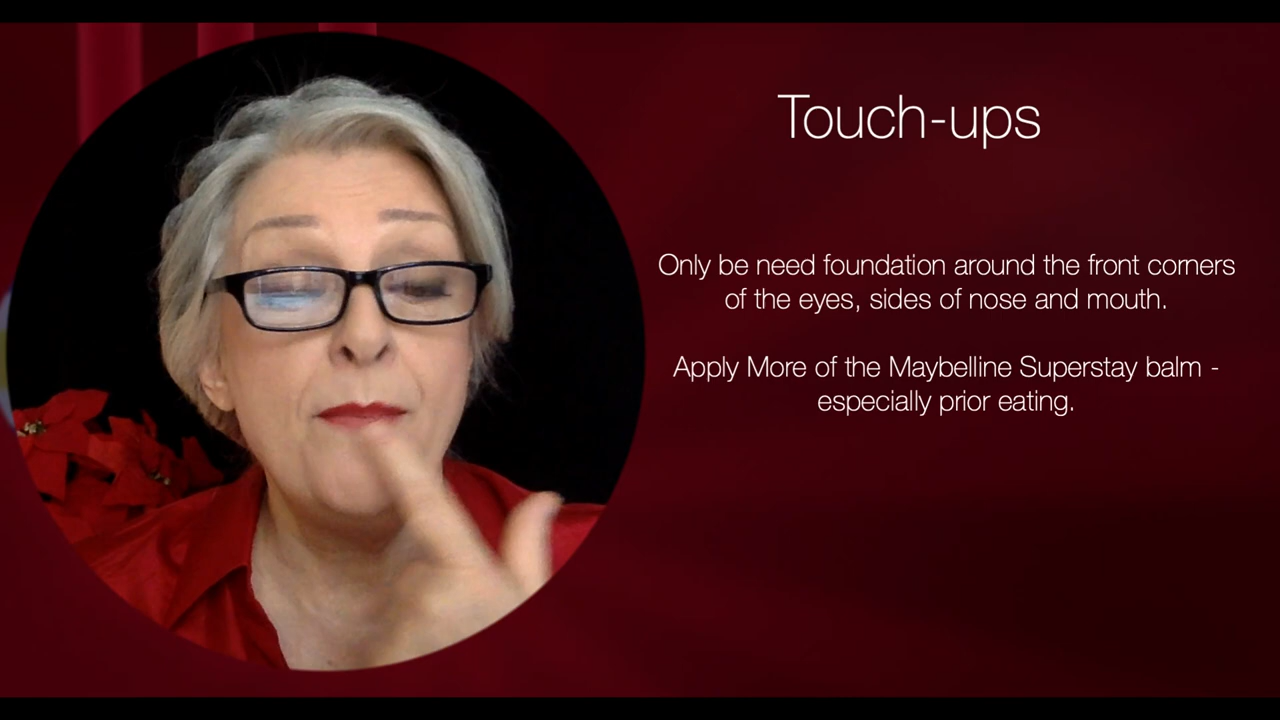 Touch-ups
Only be need foundation around the front corners
of the eyes, sides of nose and mouth.
Apply More of the Maybelline Superstay balm -
especially prior eating.